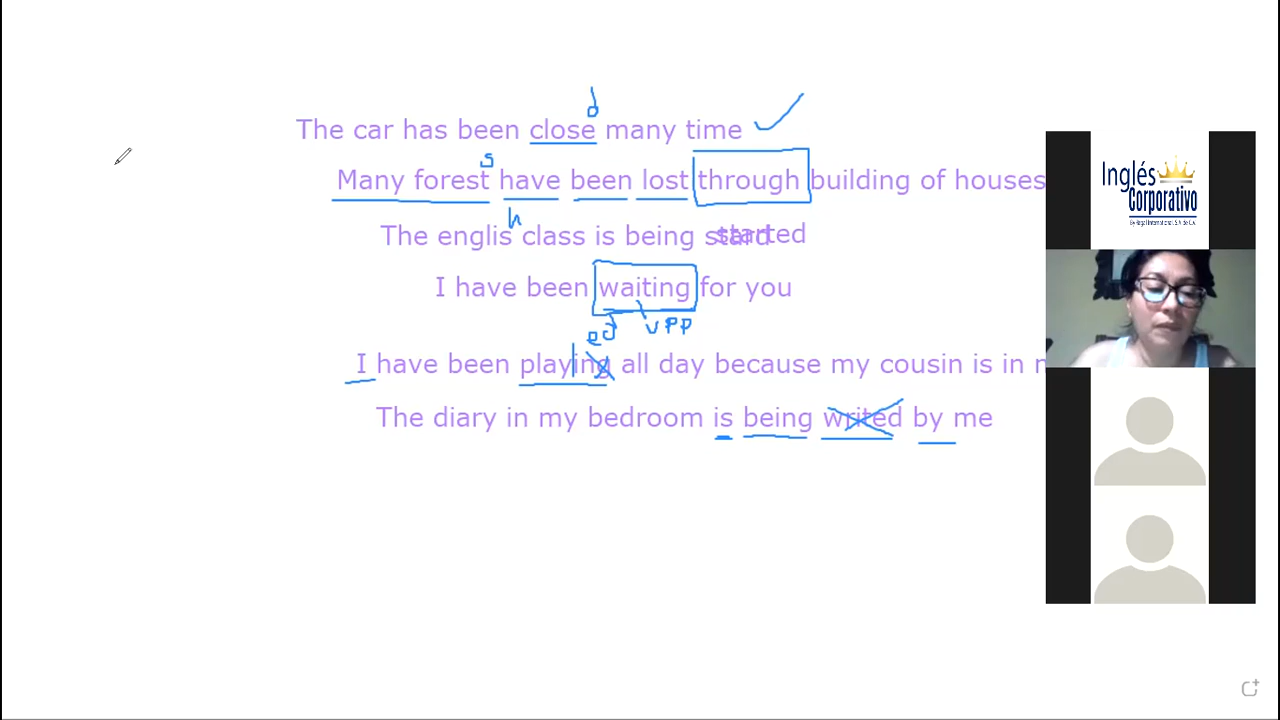 d
The car has been close many time
s
Many forest have been lost through building of houses
h
The englis class is being started
I have been waiting for you
ed VPP
I have been playing all day because my cousin is in
The diary in my bedroom is being writed by me
Inglés
Corporativo